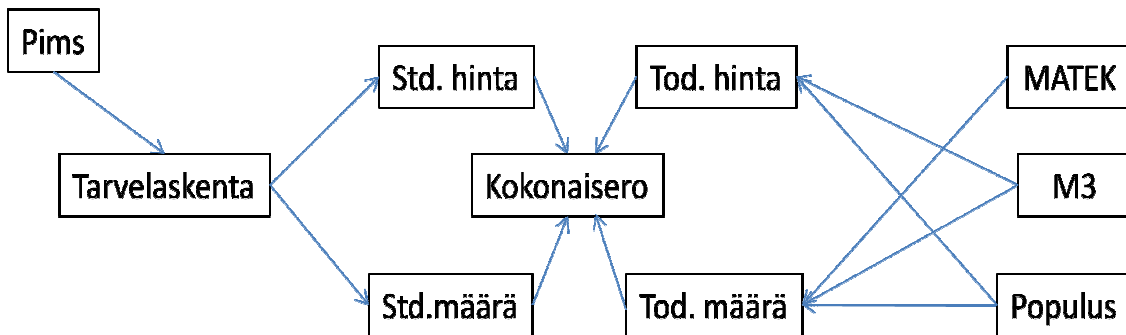 Pims
Std. hinta
Tod. hinta
MATEK
Tarvelaskenta
Kokonaisero
M3
Std.määrä
Tod. määrä
Populus